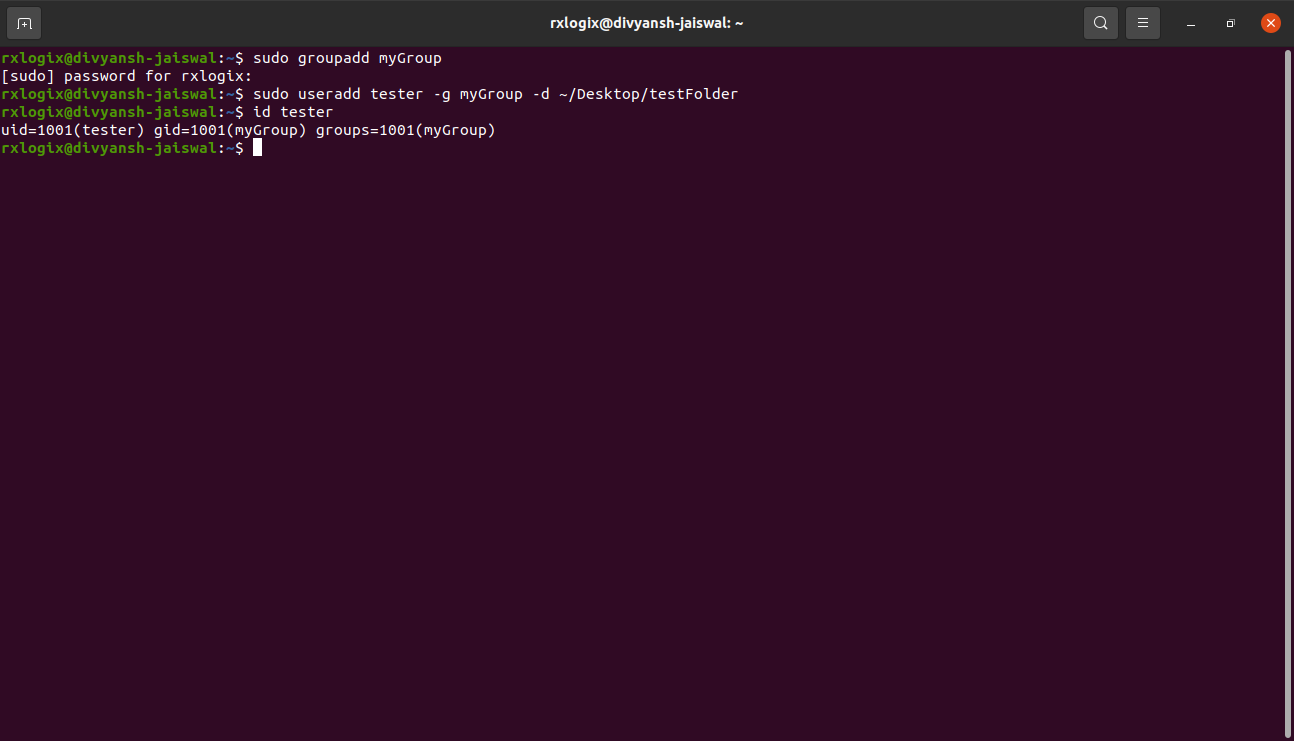 rxlogix@divyansh-jaiswal: ~
rxlogix@divyansh-jaiswal:~$ sudo groupadd myGroup
[sudo] password for rxlogix:
rxlogix@divyansh-jaiswal:~$ sudo useradd tester -g myGroup -d ~/Desktop/testFolder
rxlogix@divyansh-jaiswal:~$ id tester
uid=1001(tester) gid=1001(myGroup) groups=1001(myGroup)
rxlogix@divyansh-jaiswal:~$